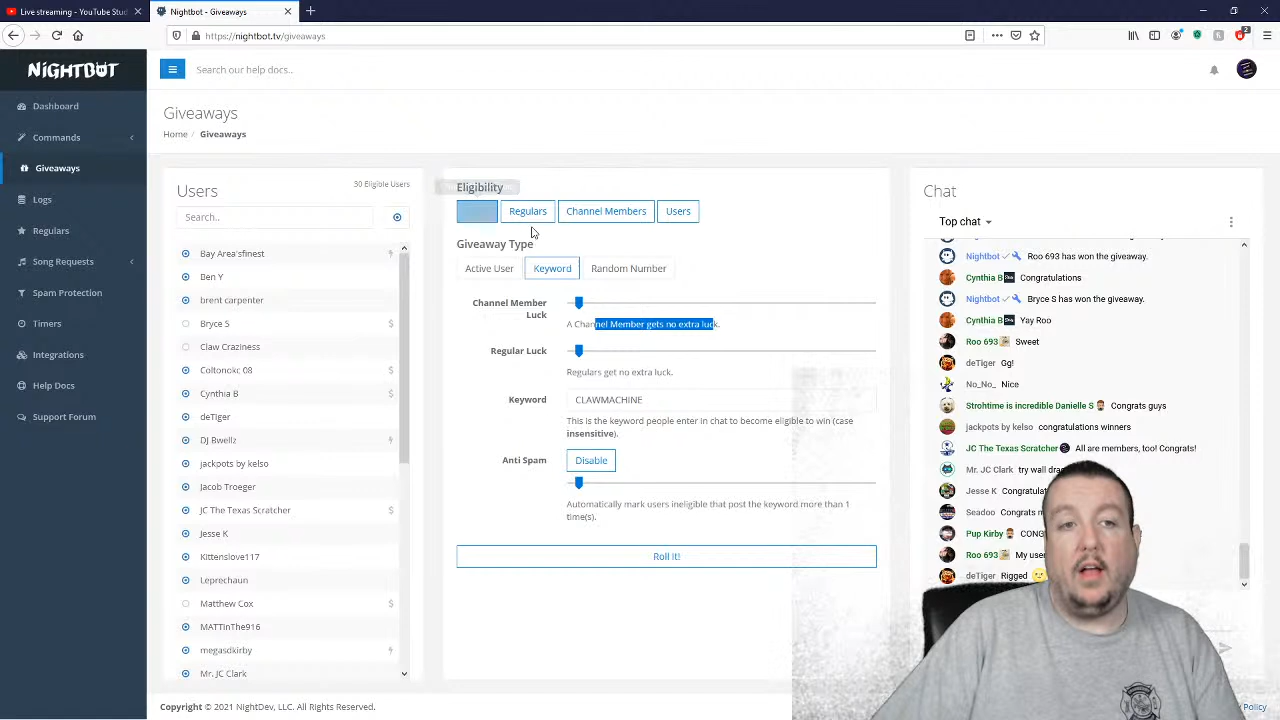 Live streaming - YouTube Studi
Nightbot - Giveaways
https://nightbot.tv/giveaways
2
NiGHTBOT
Search our help docs..
Dashboard
Commands
Giveaways
Logs
Regulars
Song Requests
Spam Protection
Timers
Integrations
Help Docs
Support Forum
Giveaways
Home / Giveaways
Users
30 Eligible Users
Search..
Bay Area'sfinest
Ben Y
brent carpenter
Bryce S
Claw Craziness
Coltonokc 08
Cynthia B
deTiger
DJ Bwellz
jackpots by kelso
Jacob Troeger
JC The Texas Scratcher
Jesse K
Kittenslove117
Leprechaun
Matthew Cox
MATTinThe916
megasdkirby
Mr. JC Clark
Eligibility
Regulars
Channel Members
Users
Giveaway Type
Active User
Keyword
Random Number
Channel Member Luck
A Channel Member gets no extra luck.
Regular Luck
Regulars get no extra luck.
Keyword
CLAWMACHINE
This is the keyword people enter in chat to become eligible to win (case
insensitive).
Anti Spam
Disable
Automatically mark users ineligible that post the keyword more than 1
time(s).
Roll It!
Chat
Top chat
Nightbot Roo 693 has won the giveaway.
Cynthia B Congratulations
Nightbot Bryce S has won the giveaway.
Cynthia B Yay Roo
Roo 693 Sweet
deTiger Gg!
No_No_ Nice
Strohtime is incredible Danielle S Congrats guys
jackpots by kelso congratulations winners
JC The Texas Scratcher All are members, too! Congrats!
Mr. JC Clark try wall
Jesse K
Seadoo Congrats
Pup Kirby
Roo 693 My
deTiger Rigged
Copyright © 2021 NightDev, LLC. All Rights Reserved.
Policy